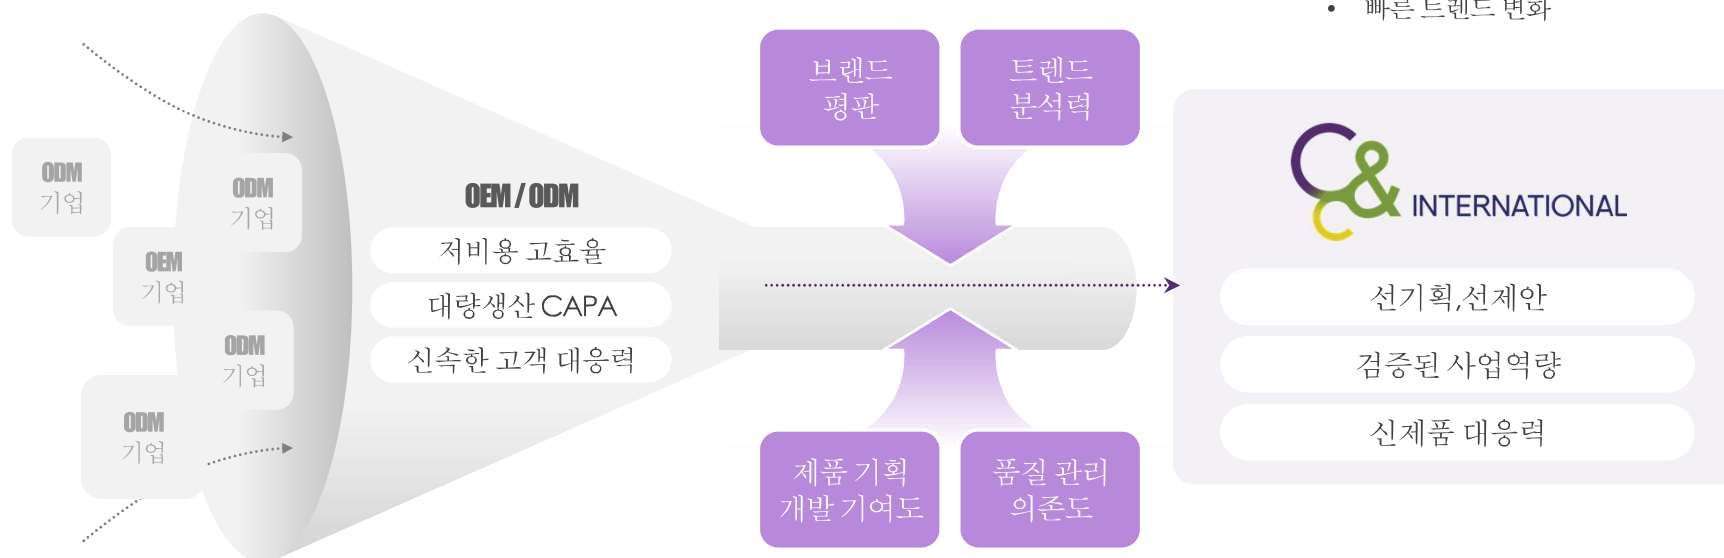 • 빠른 트렌드 변화
브랜드
평판
트렌드
분석력
ODM
기업
ODM
기업
OEM
기업
ODM
기업
ODM
기업
OEM / ODM
저비용 고효율
대량생산 CAPA
신속한 고객 대응력
제품 기획
개발 기여도
품질 관리
의존도
C&C INTERNATIONAL
선기획,선제안
검증된 사업역량
신제품 대응력